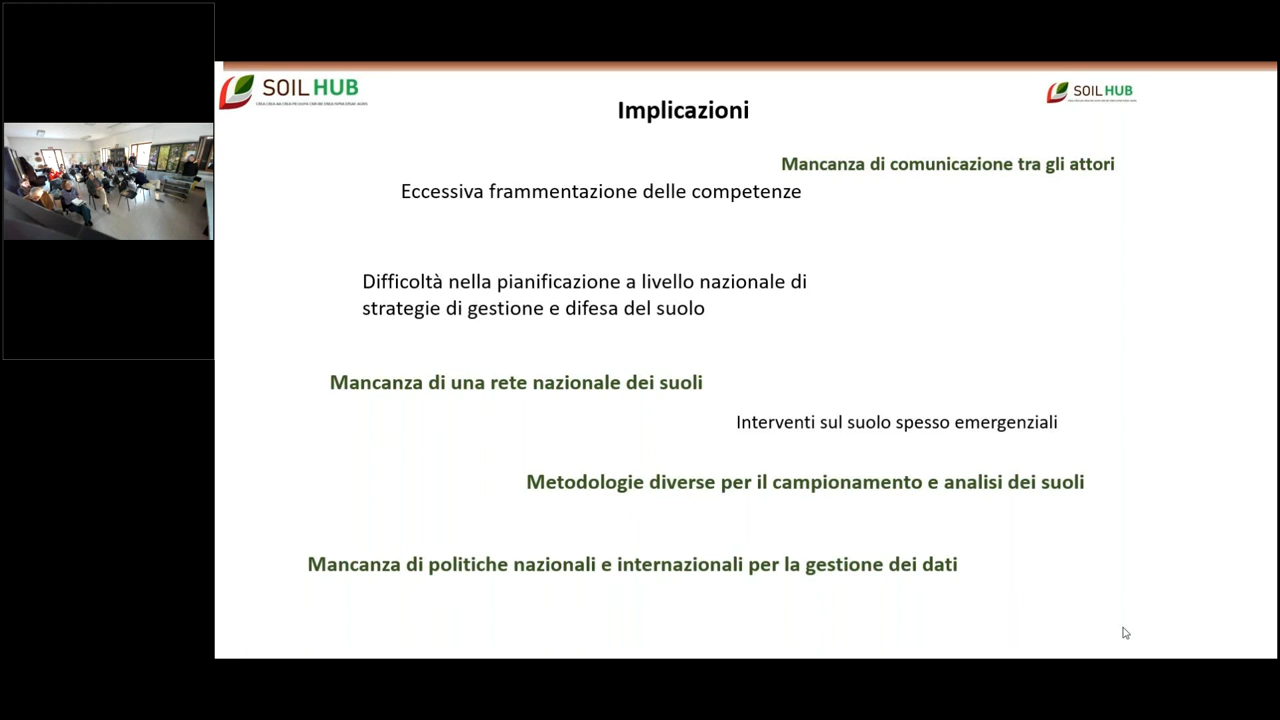 SOIL HUB
SOIL HUB
Implicazioni
Mancanza di comunicazione tra gli attori
Eccessiva frammentazione delle competenze
Difficoltà nella pianificazione a livello nazionale di
strategie di gestione e difesa del suolo
Mancanza di una rete nazionale dei suoli
Interventi sul suolo spesso emergenziali
Metodologie diverse per il campionamento e analisi dei suoli
Mancanza di politiche nazionali e internazionali per la gestione dei dati